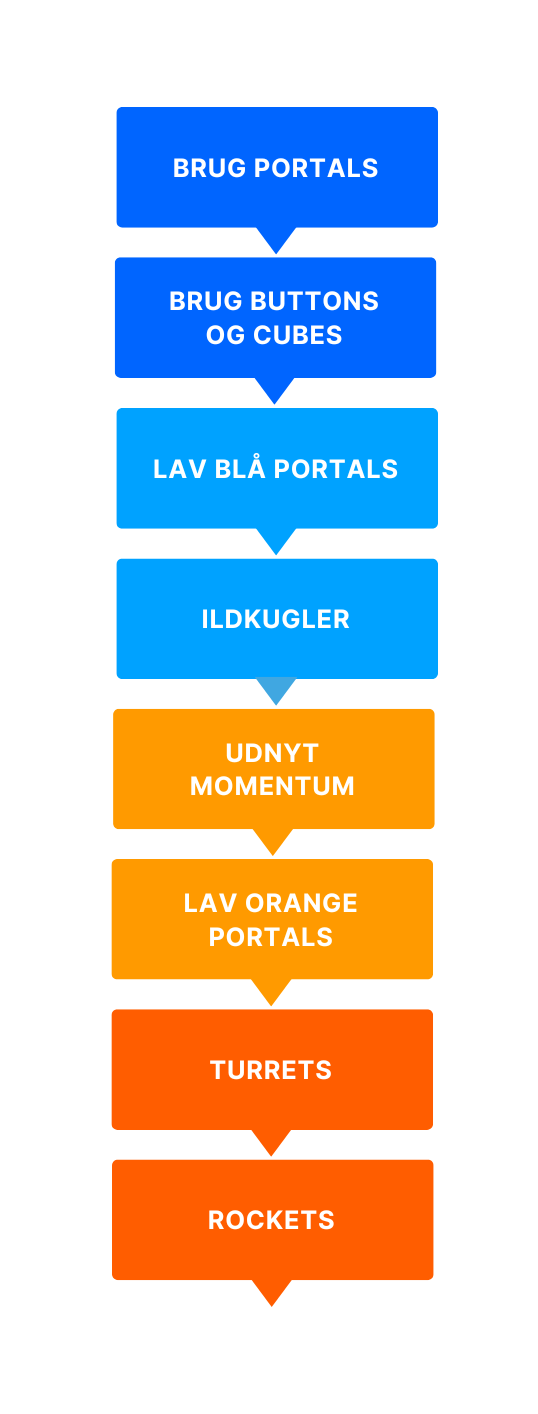 BRUG PORTALS
BRUG BUTTONS
OG CUBES
LAV BLÅ PORTALS
ILDKUGLER
UDNYT
MOMENTUM
LAV ORANGE
PORTALS
TURRETS
ROCKETS